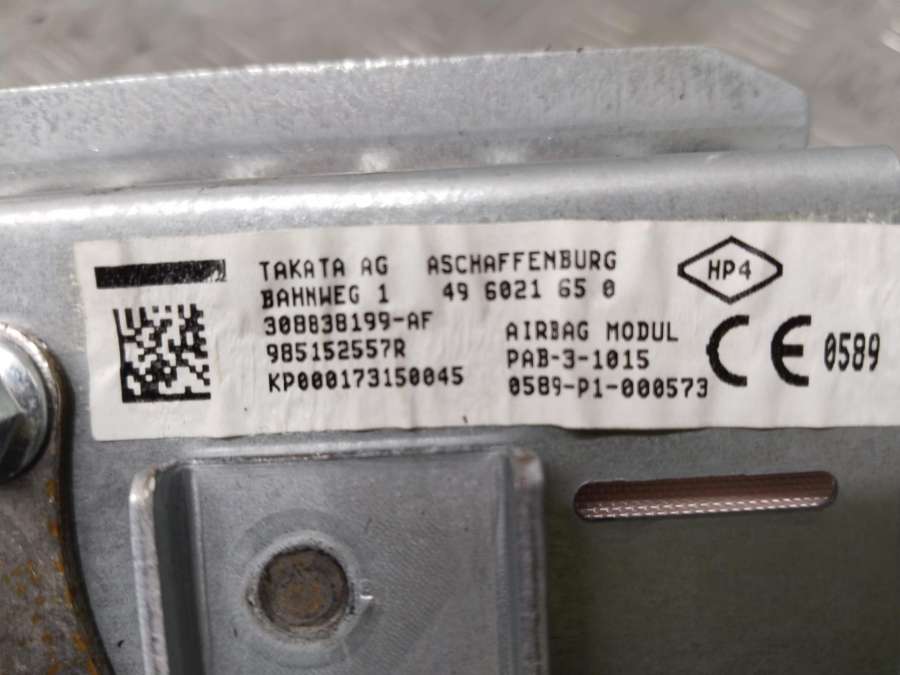 TAKATA AG ASCHAFFENBURG
BAHNWEG 1 49 6021 65 0
308838199-AF
985152557R
KP000173150045
AIRBAG MODUL
PAB-3-1015
0589-P1-000573
HP4
CE 0589